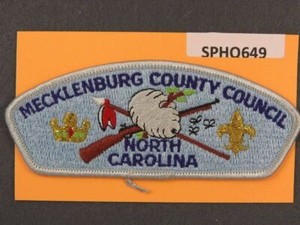 SPHO649
MECKLENBURG COUNTY COUNCIL
NORTH
CAROLINA